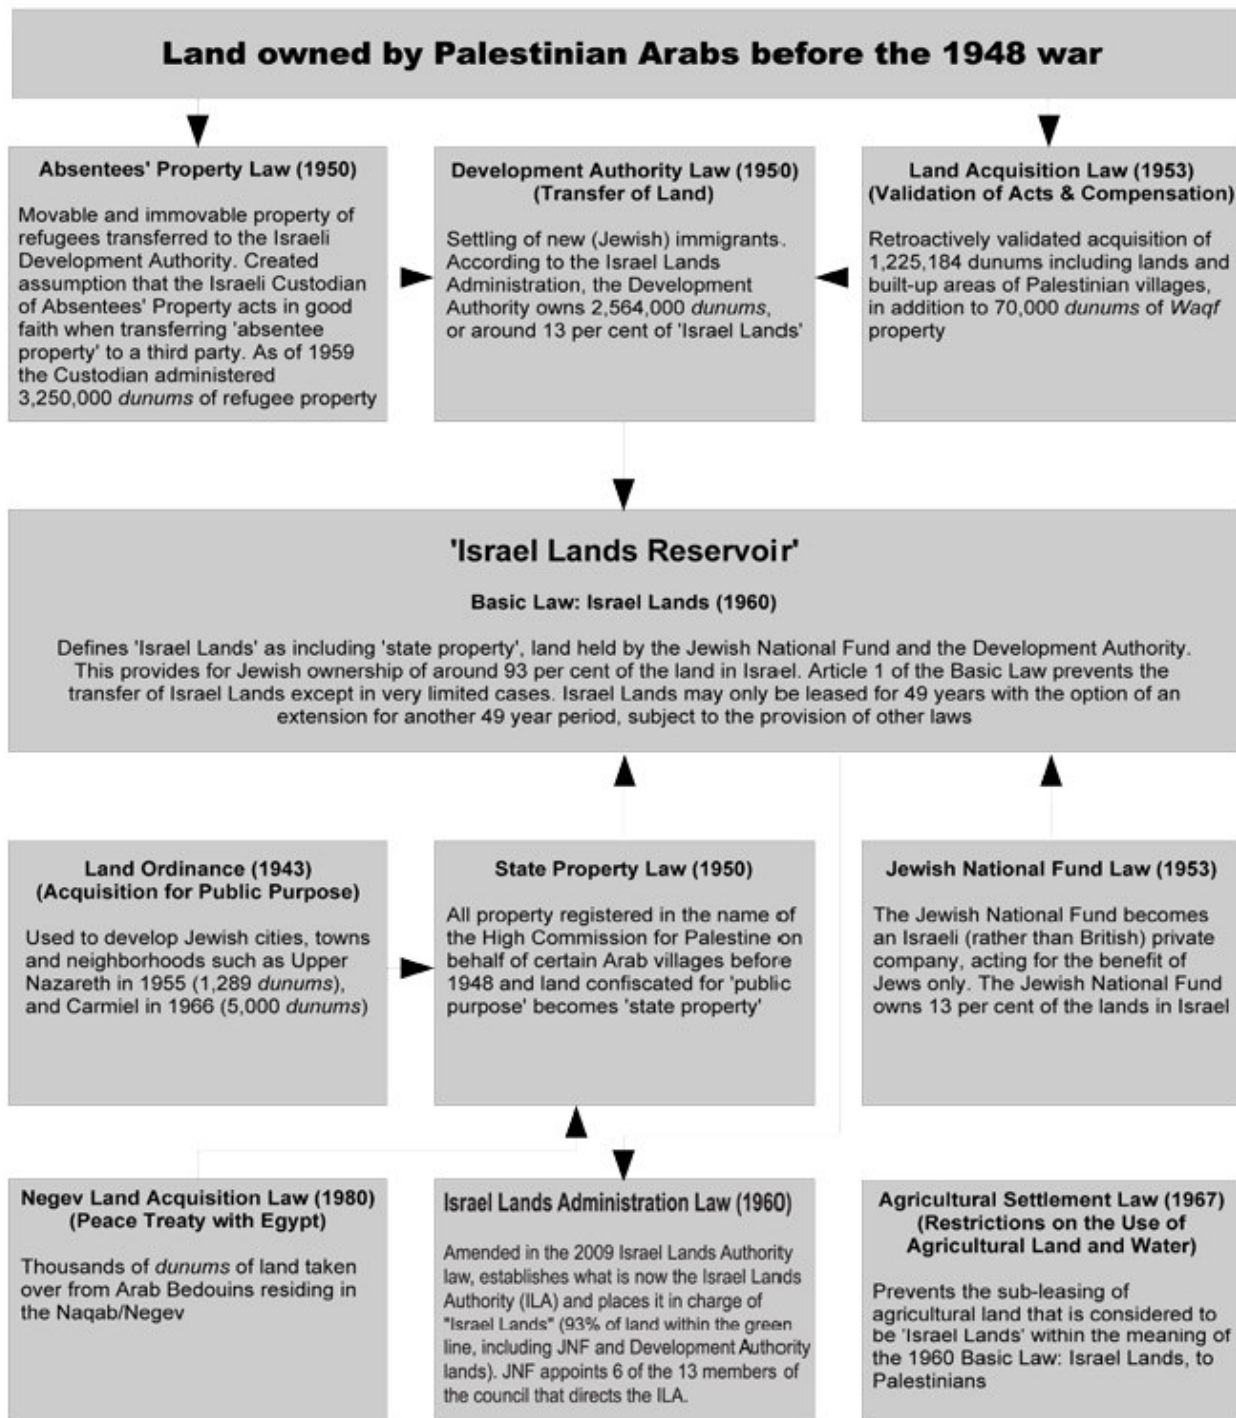 Land owned by Palestinian Arabs before the 1948 war
Absentees' Property Law (1950)
Movable and immovable property of
refugees transferred to the Israeli
Development Authority. Created
assumption that the Israeli Custodian
of Absentees' Property acts in good
faith when transferring 'absentee
property' to a third party. As of 1959
the Custodian administered
3,250,000 dunums of refugee property
Development Authority Law (1950)
(Transfer of Land)
Settling of new (Jewish) immigrants.
According to the Israel Lands
Administration, the Development
Authority owns 2,564,000 dunums,
or around 13 per cent of 'Israel Lands'
Land Acquisition Law (1953)
(Validation of Acts & Compensation)
Retroactively validated acquisition of
1,225,184 dunums including lands and
built-up areas of Palestinian villages,
in addition to 70,000 dunums of Waqf
property
'Israel Lands Reservoir'
Basic Law: Israel Lands (1960)
Defines 'Israel Lands' as including 'state property', land held by the Jewish National Fund and the Development Authority.
This provides for Jewish ownership of around 93 per cent of the land in Israel. Article 1 of the Basic Law prevents the
transfer of Israel Lands except in very limited cases. Israel Lands may only be leased for 49 years with the option of an
extension for another 49 year period, subject to the provision of other laws
Land Ordinance (1943)
(Acquisition for Public Purpose)
Used to develop Jewish cities, towns
and neighborhoods such as Upper
Nazareth in 1955 (1,289 dunums),
and Carmiel in 1966 (5,000 dunums)
State Property Law (1950)
All property registered in the name of
the High Commission for Palestine on
behalf of certain Arab villages before
1948 and land confiscated for 'public
purpose' becomes 'state property'
Jewish National Fund Law (1953)
The Jewish National Fund becomes
an Israeli (rather than British) private
company, acting for the benefit of
Jews only. The Jewish National Fund
owns 13 per cent of the lands in Israel
Negev Land Acquisition Law (1980)
(Peace Treaty with Egypt)
Thousands of dunums of land taken
over from Arab Bedouins residing in
the Naqab/Negev
Israel Lands Administration Law (1960)
Amended in the 2009 Israel Lands Authority
law, establishes what is now the Israel Lands
Authority (ILA) and places it in charge of
"Israel Lands" (93% of land within the green
line, including JNF and Development Authority
lands). JNF appoints 6 of the 13 members of
the council that directs the ILA.
Agricultural Settlement Law (1967)
(Restrictions on the Use of
Agricultural Land and Water)
Prevents the sub-leasing of
agricultural land that is considered to
be 'Israel Lands' within the meaning of
the 1960 Basic Law: Israel Lands, to
Palestinians